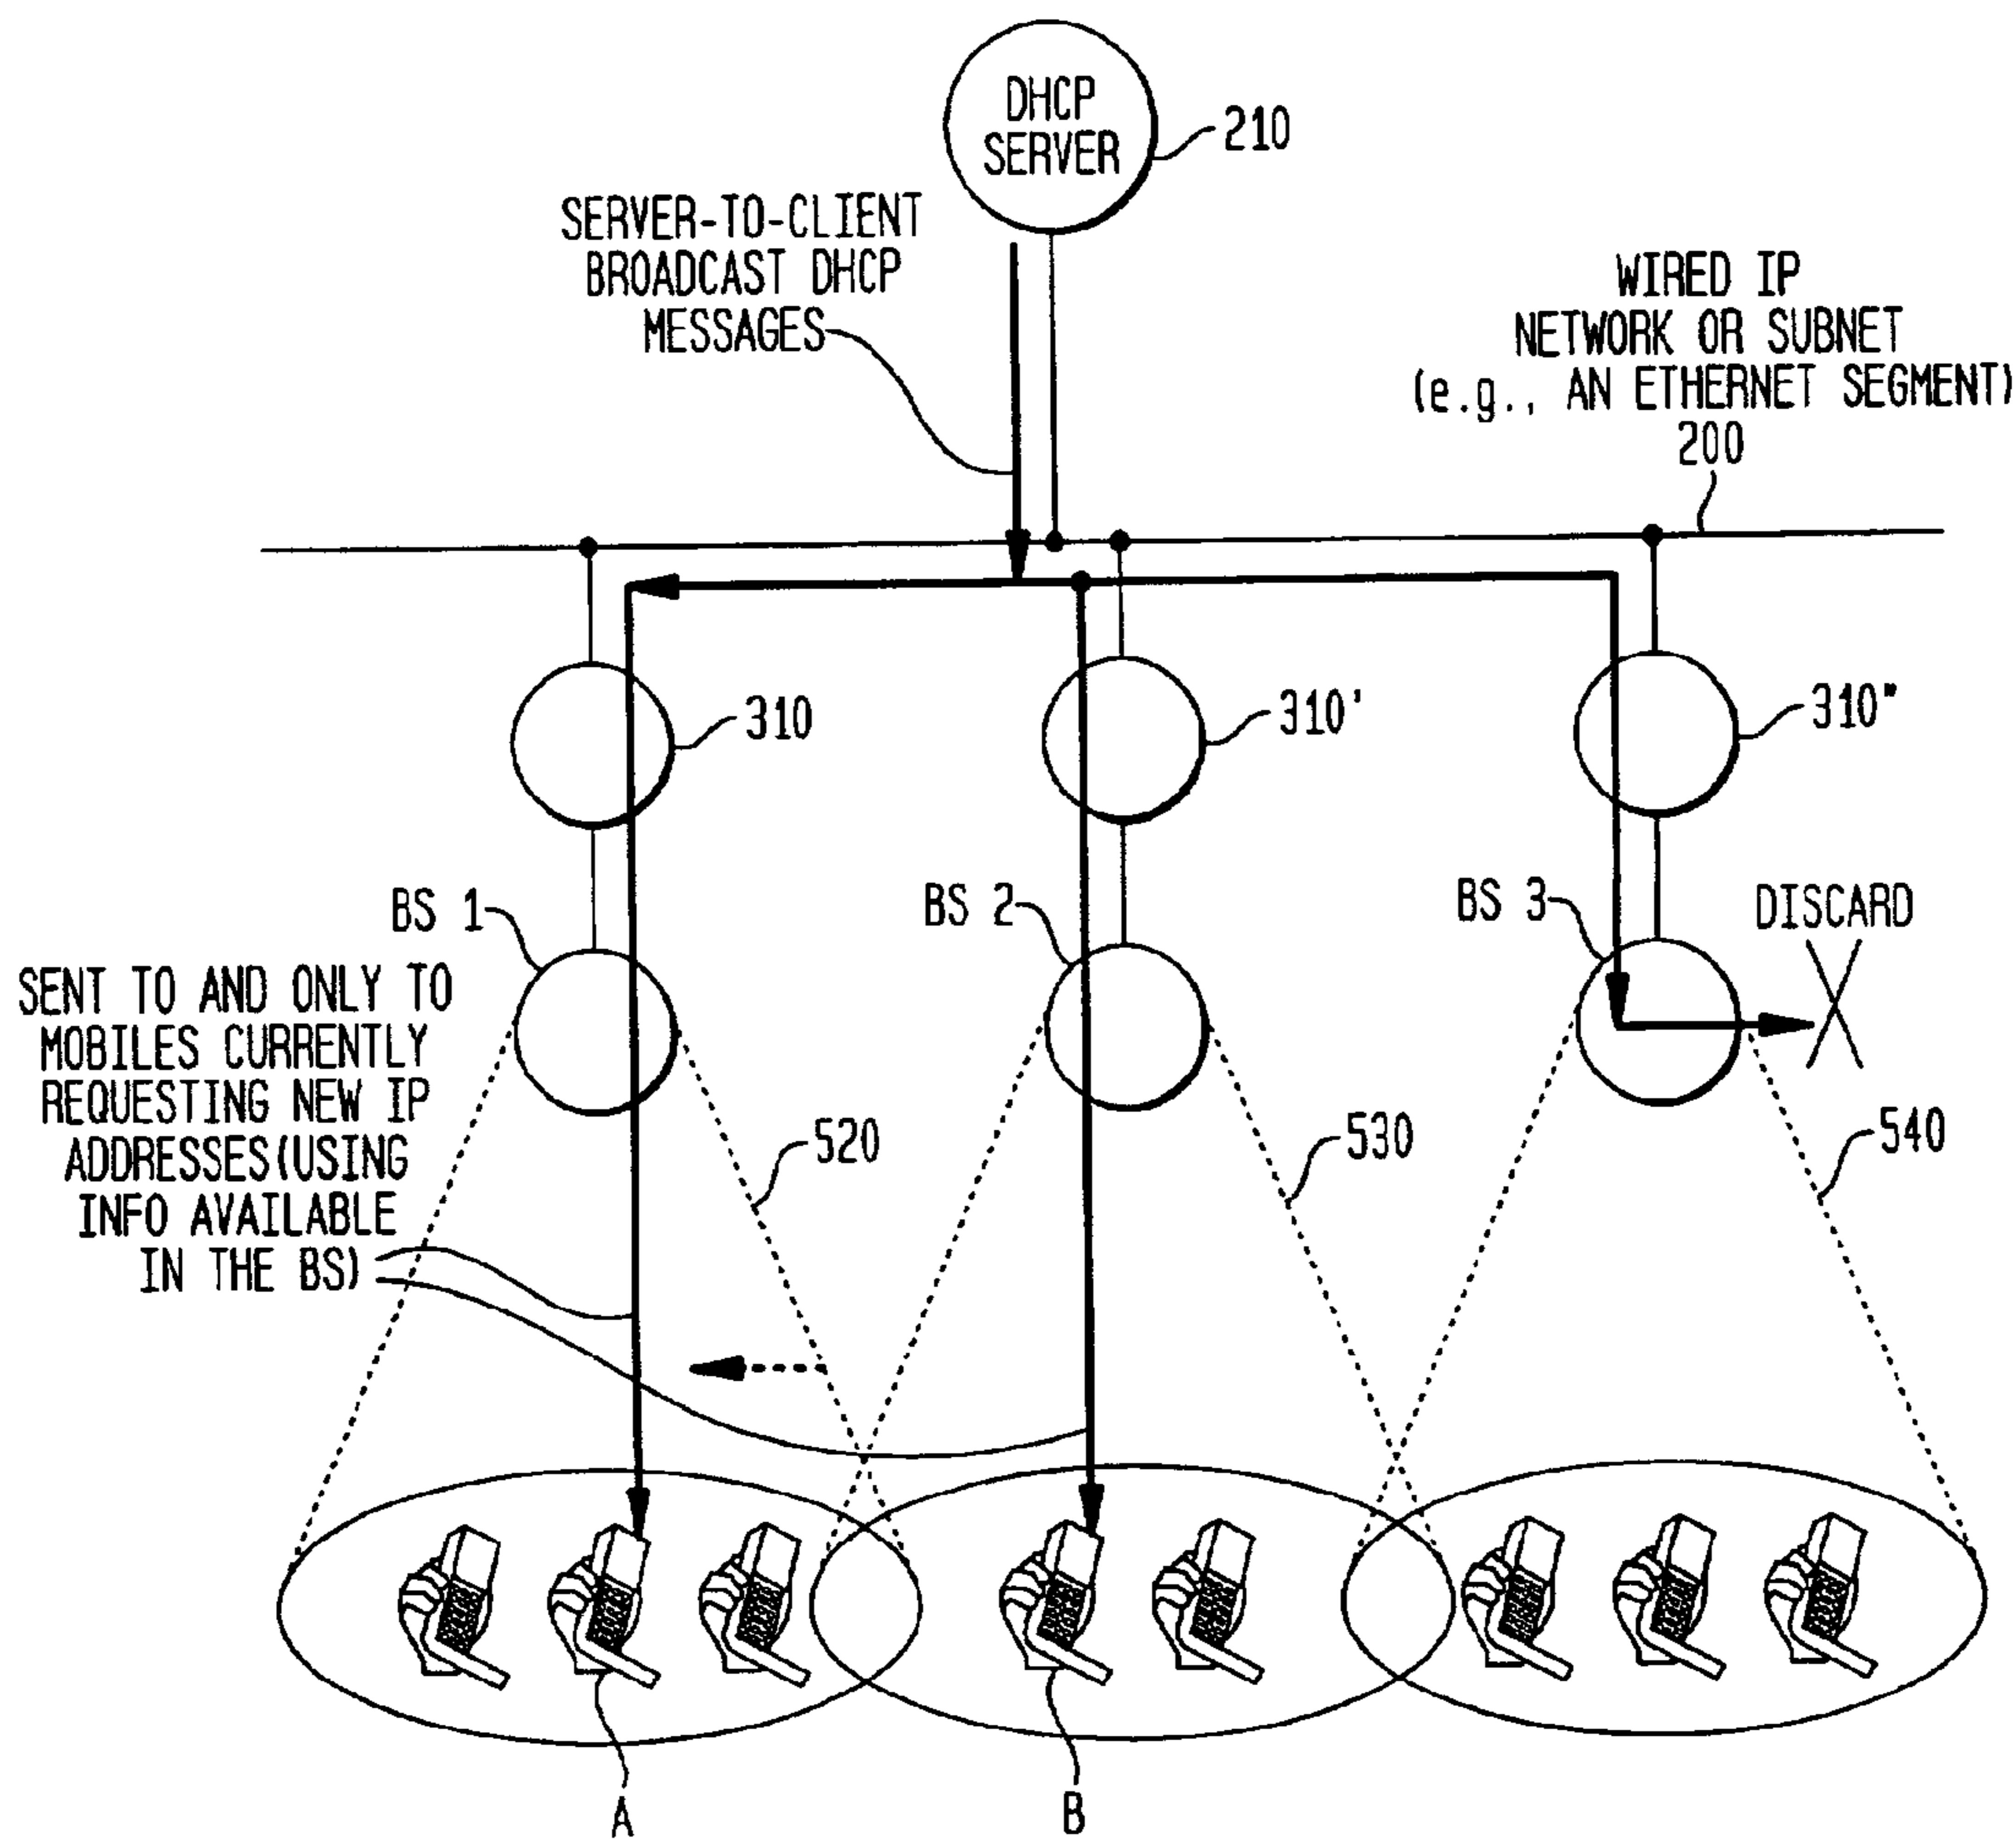 DHCP
SERVER
210
SERVER-TO-CLIENT
BROADCAST DHCP
MESSAGES
WIRED IP
NETWORK OR SUBNET
(e.g., AN ETHERNET SEGMENT)
200
310
310'
310"
BS 1
BS 2
BS 3
DISCARD
SENT TO AND ONLY TO
MOBILES CURRENTLY
REQUESTING NEW IP
ADDRESSES(USING
INFO AVAILABLE
IN THE BS)
520
530
540
A
B